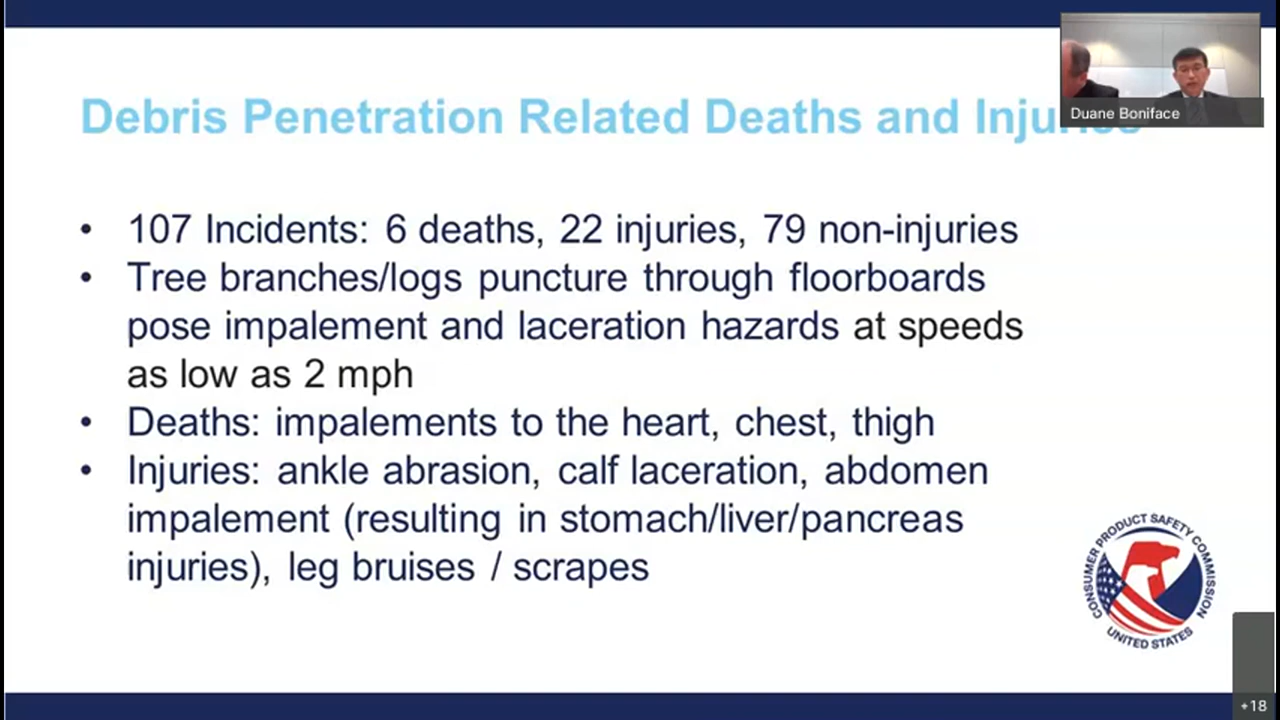 Debris Penetration Related Deaths and Injuries
Duane Boniface
• 107 Incidents: 6 deaths, 22 injuries, 79 non-injuries
• Tree branches/logs puncture through floorboards
pose impalement and laceration hazards at speeds
as low as 2 mph
• Deaths: impalements to the heart, chest, thigh
• Injuries: ankle abrasion, calf laceration, abdomen
impalement (resulting in stomach/liver/pancreas
injuries), leg bruises / scrapes
CONSUMER PRODUCT SAFETY COMMISSION
UNITED STATES
+18